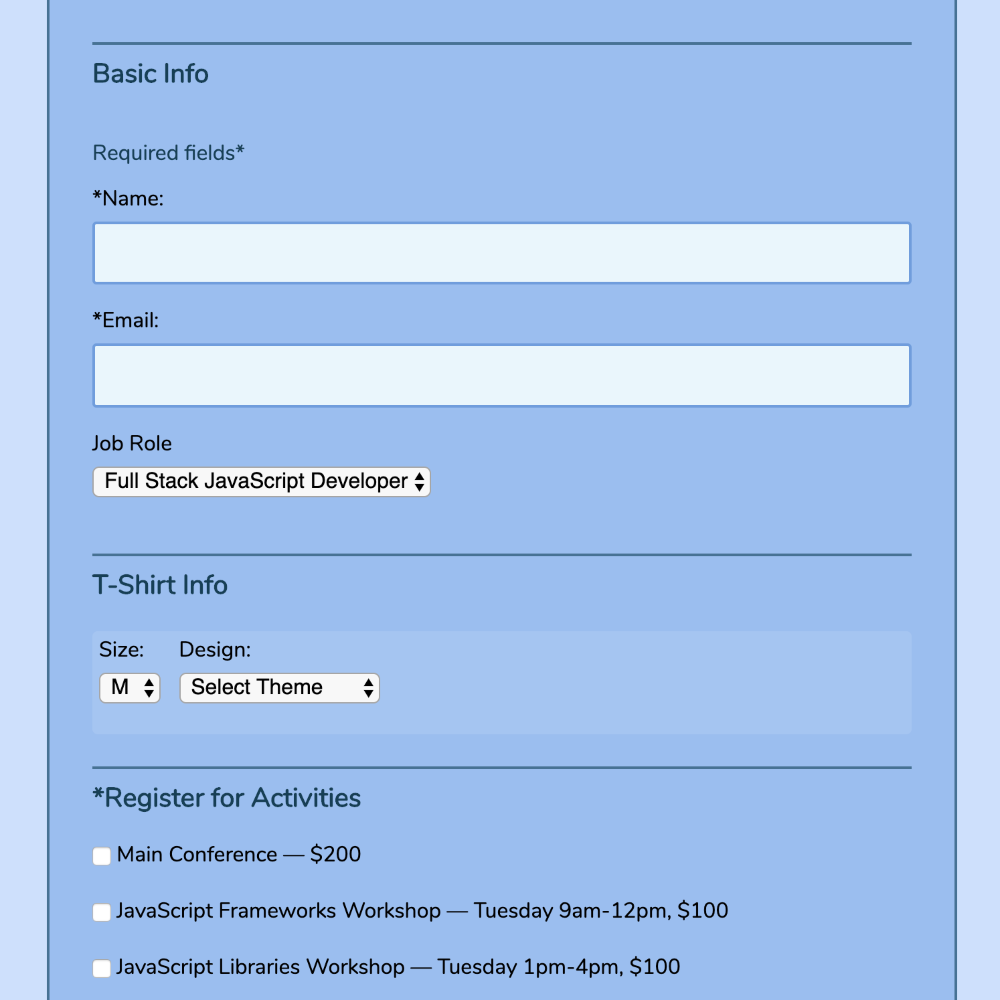 Basic Info
Required fields*
*Name:
*Email:
Job Role
Full Stack JavaScript Developer
T-Shirt Info
Size: Design:
M Select Theme
*Register for Activities
Main Conference — $200
JavaScript Frameworks Workshop — Tuesday 9am-12pm, $100
JavaScript Libraries Workshop — Tuesday 1pm-4pm, $100